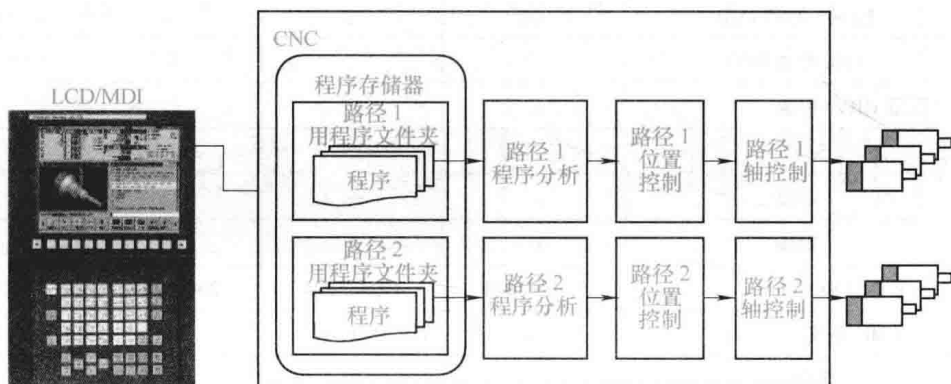 CNC
LCD/MDI
程序存储器
路径 1
用程序文件夹
程序
路径 1
程序分析
路径 1
位置
控制
路径 1
轴控制
路径 2
用程序文件夹
程序
路径 2
程序分析
路径 2
位置
控制
路径 2
轴控制